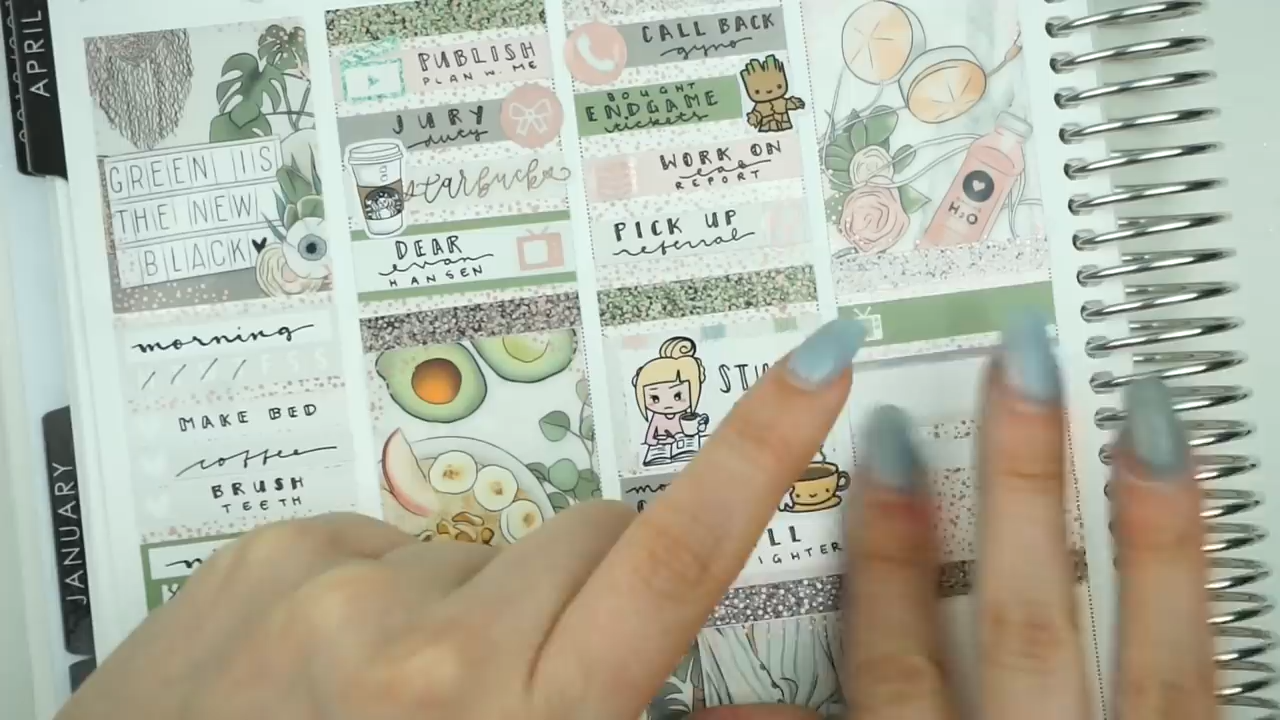 APRIL
JANUARY
GREEN IS
THE NEW
BLACK
morning
MAKE BED
coffee
BRUSH
TEETH
PUBLISH
PLAN W. ME
JURY
duty
starbucks
DEAR
evan
HANSEN
CALL BACK
gyno
BOUGHT
ENDGAME
tickets
WORK ON
REPORT
PICK UP
referral
H2O